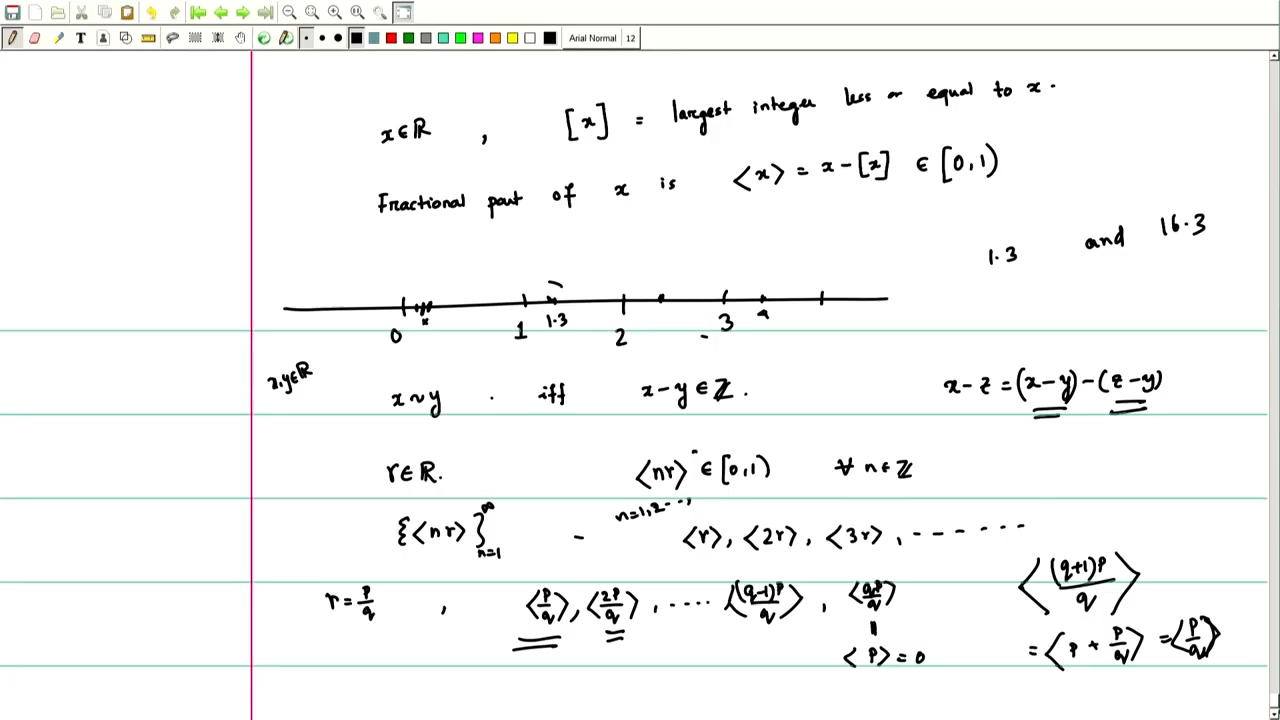 Arial Normal 12
x ∈ ℝ , [x] = largest integer less or equal to x.
Fractional part of x is ⟨x⟩ = x − [x] ∈ [0,1)
1.3 and 16.3
0 1 1.3 2 3
x,y ∈ ℝ
x ~ y . iff x − y ∈ ℤ. x − z = (x − y) − (z − y)
r ∈ ℝ. ⟨nr⟩ ∈ [0,1) ∀ n ∈ ℤ
n=1,2...,
{⟨nr⟩}_{n=1}^{∞} - ⟨r⟩, ⟨2r⟩, ⟨3r⟩, .......
r = p/q , ⟨p/q⟩, ⟨2p/q⟩, .... ⟨(q−1)p/q⟩, ⟨qp/q⟩ ⟨(q+1)p/q⟩
॥
⟨p⟩ = 0 = ⟨p + p/q⟩ = ⟨p/q⟩